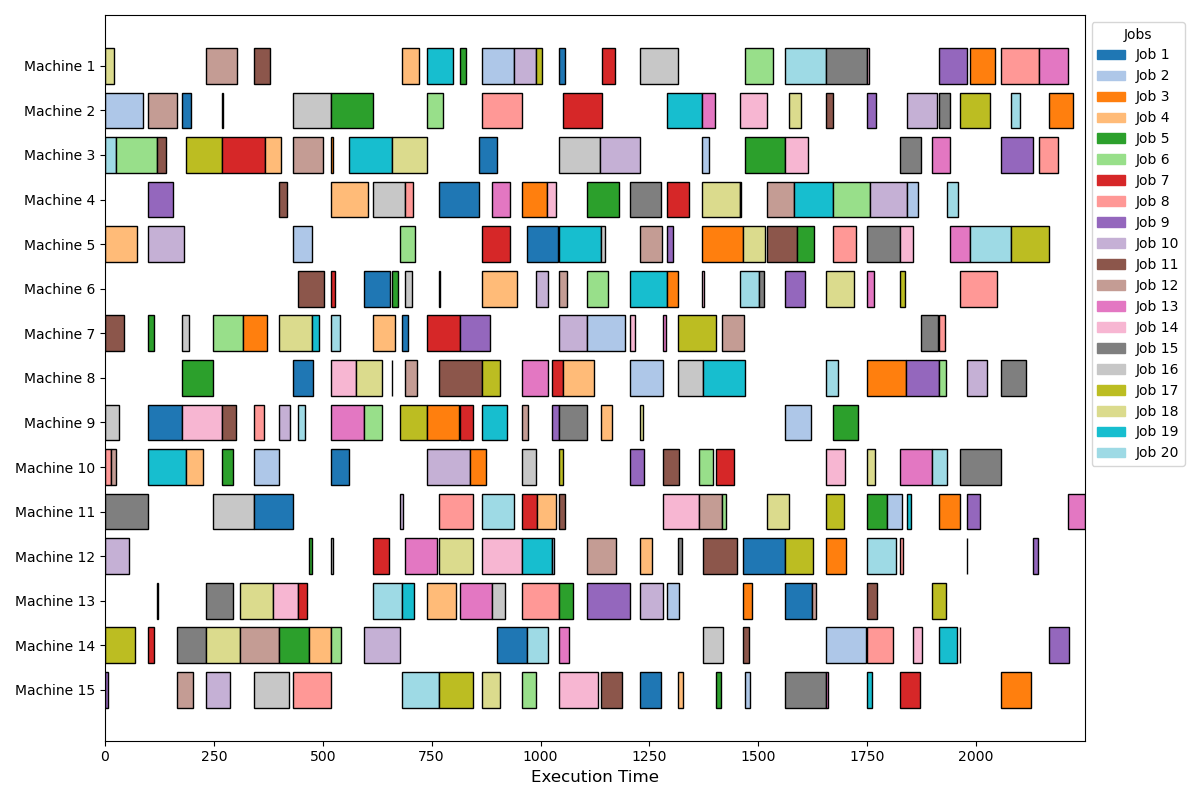 Machine 1
Machine 2
Machine 3
Machine 4
Machine 5
Machine 6
Machine 7
Machine 8
Machine 9
Machine 10
Machine 11
Machine 12
Machine 13
Machine 14
Machine 15
0
250
500
750
1000
1250
1500
1750
2000
Execution Time
Jobs
Job 1
Job 2
Job 3
Job 4
Job 5
Job 6
Job 7
Job 8
Job 9
Job 10
Job 11
Job 12
Job 13
Job 14
Job 15
Job 16
Job 17
Job 18
Job 19
Job 20